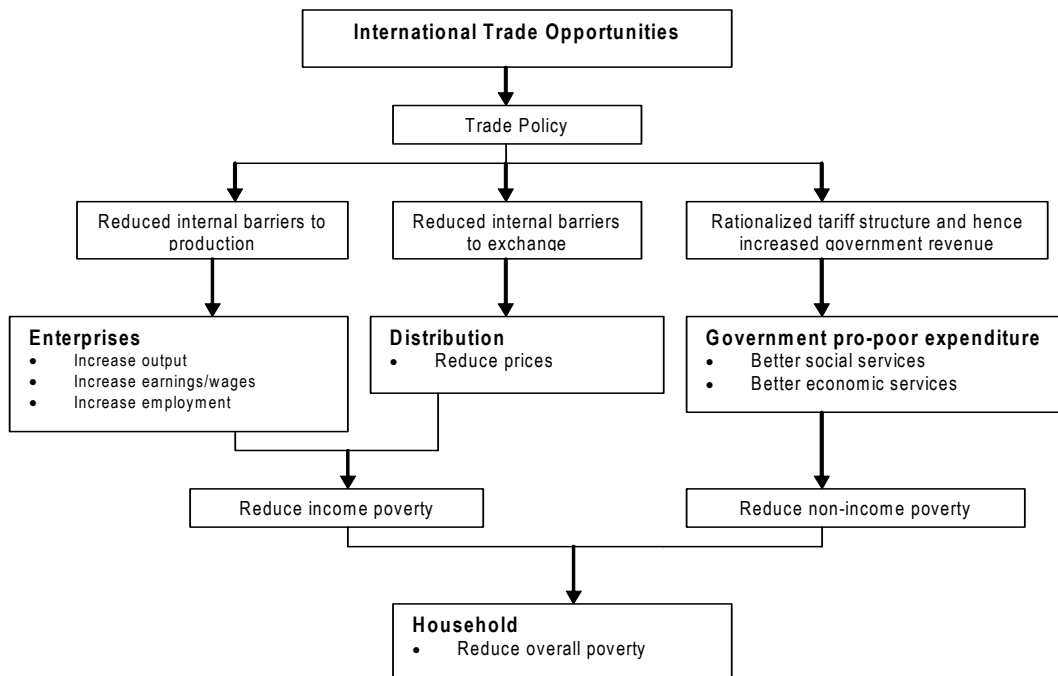 International Trade Opportunities
Trade Policy
Reduced internal barriers to
production
Reduced internal barriers
to exchange
Rationalized tariff structure and hence
increased government revenue
Enterprises
• Increase output
• Increase earnings/wages
• Increase employment
Distribution
• Reduce prices
Government pro-poor expenditure
• Better social services
• Better economic services
Reduce income poverty
Reduce non-income poverty
Household
• Reduce overall poverty